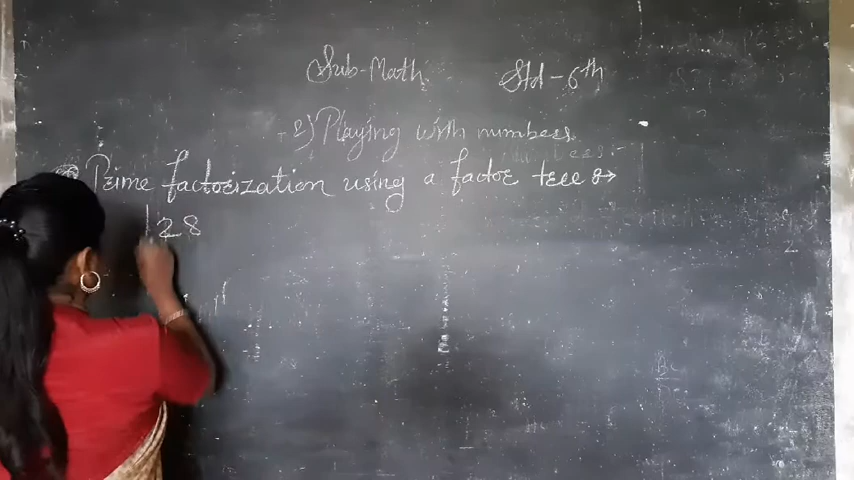 Sub-Math Std-6th
2) Playing with numbers.
Prime factorization using a factor tree :→
28